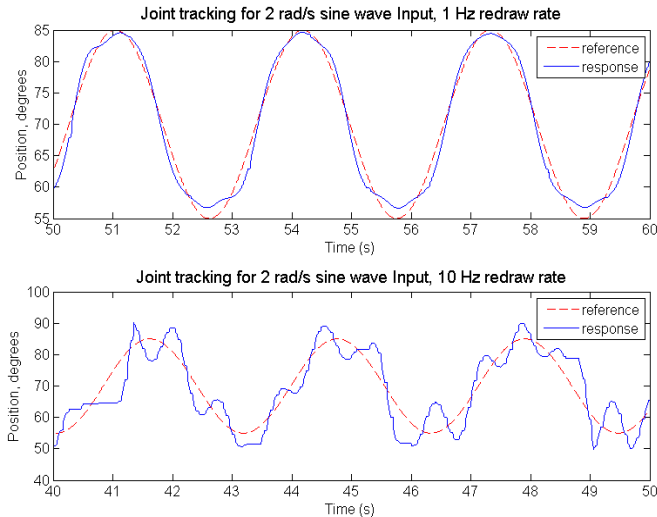 Joint tracking for 2 rad/s sine wave Input, 1 Hz redraw rate
85
80
75
70
65
60
55
Position, degrees
reference
response
50 51 52 53 54 55 56 57 58 59 60
Time (s)
Joint tracking for 2 rad/s sine wave Input, 10 Hz redraw rate
100
90
80
70
60
50
40
Position, degrees
reference
response
40 41 42 43 44 45 46 47 48 49 50
Time (s)